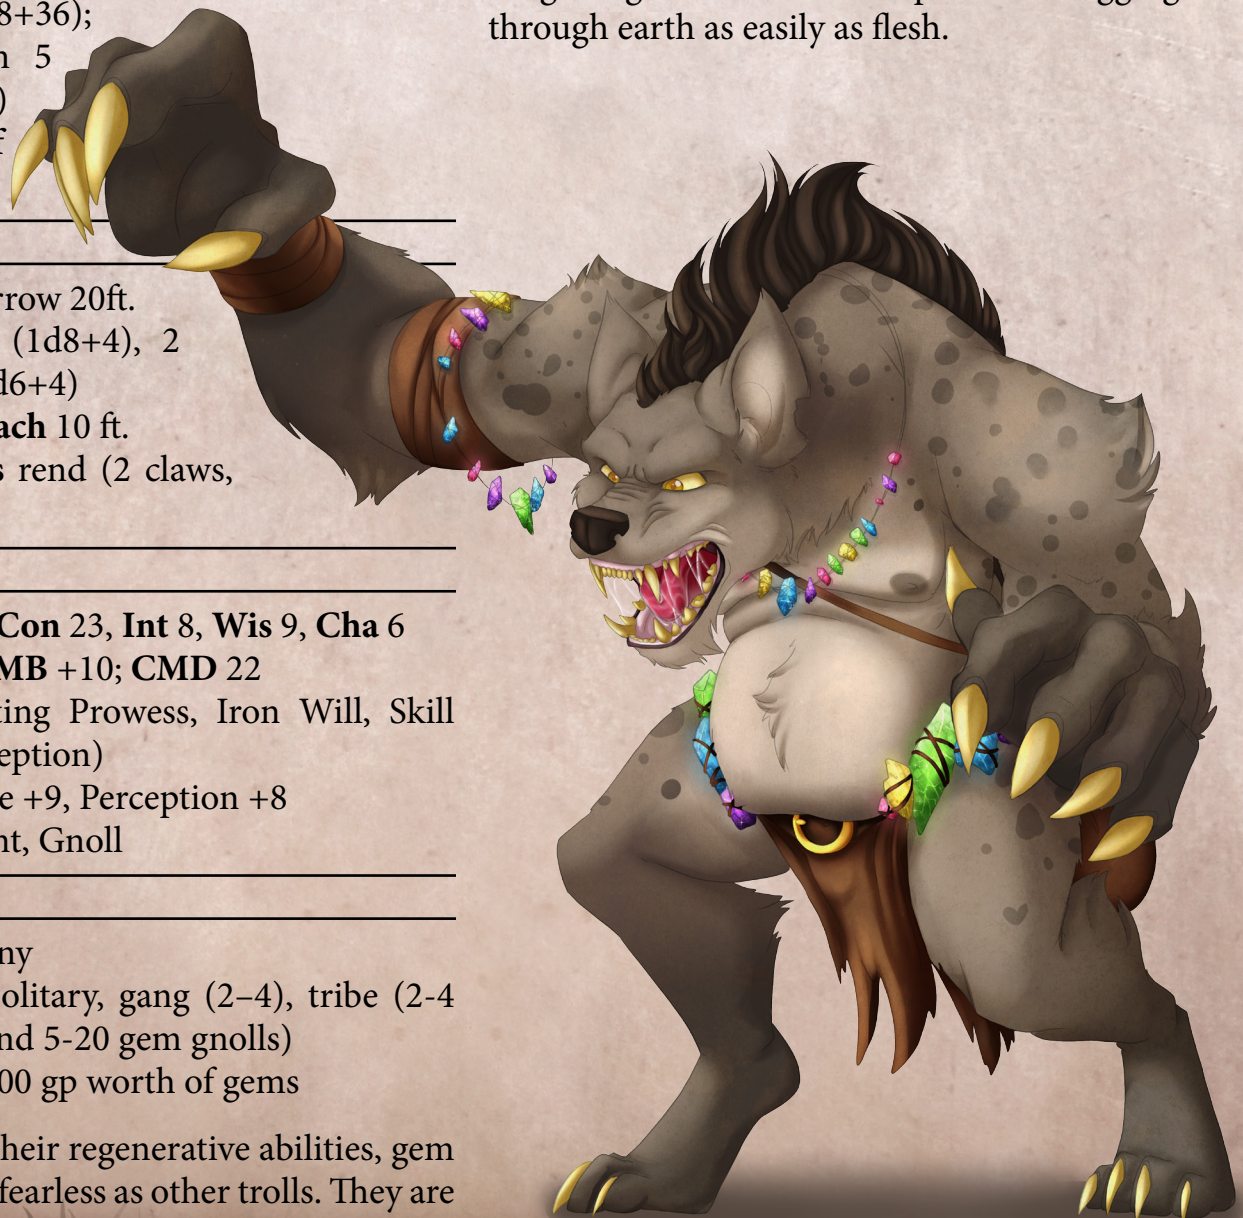 8+36);
5
)
f
rrow 20ft.
(1d8+4), 2
d6+4)
ach 10 ft.
s rend (2 claws,
Con 23, Int 8, Wis 9, Cha 6
MB +10; CMD 22
ting Prowess, Iron Will, Skill
eption)
e +9, Perception +8
nt, Gnoll
ny
olitary, gang (2–4), tribe (2-4
nd 5-20 gem gnolls)
00 gp worth of gems
heir regenerative abilities, gem
fearless as other trolls. They are
through earth as easily as flesh.